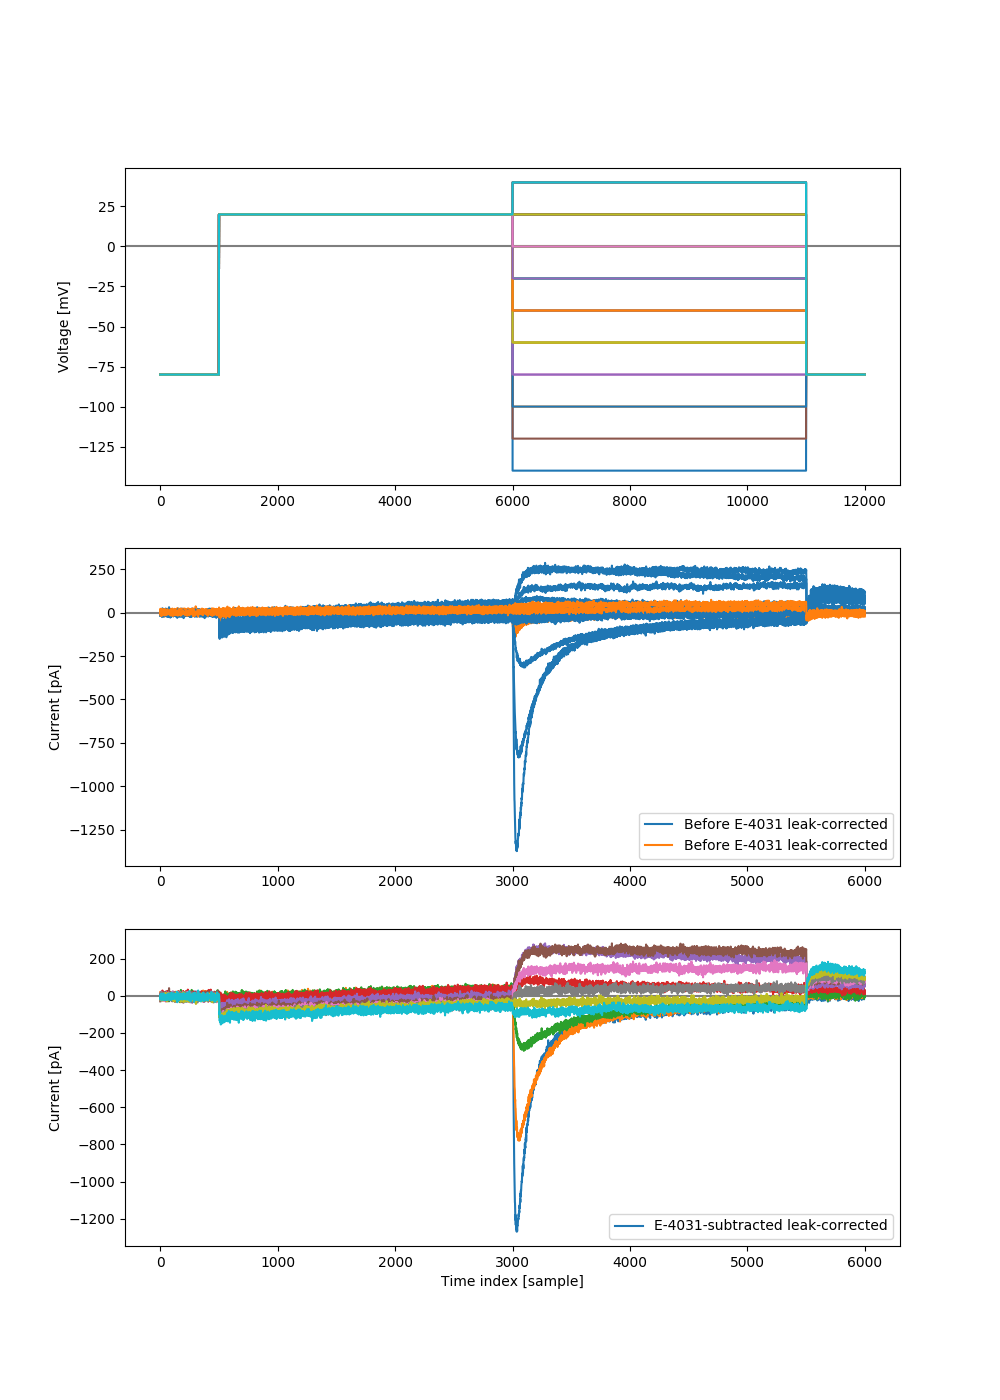 25
0
−25
−50
−75
−100
−125
Voltage [mV]
0 2000 4000 6000 8000 10000 12000
250
0
−250
−500
−750
−1000
−1250
Current [pA]
Before E-4031 leak-corrected
Before E-4031 leak-corrected
0 1000 2000 3000 4000 5000 6000
200
0
−200
−400
−600
−800
−1000
−1200
Current [pA]
E-4031-subtracted leak-corrected
0 1000 2000 3000 4000 5000 6000
Time index [sample]